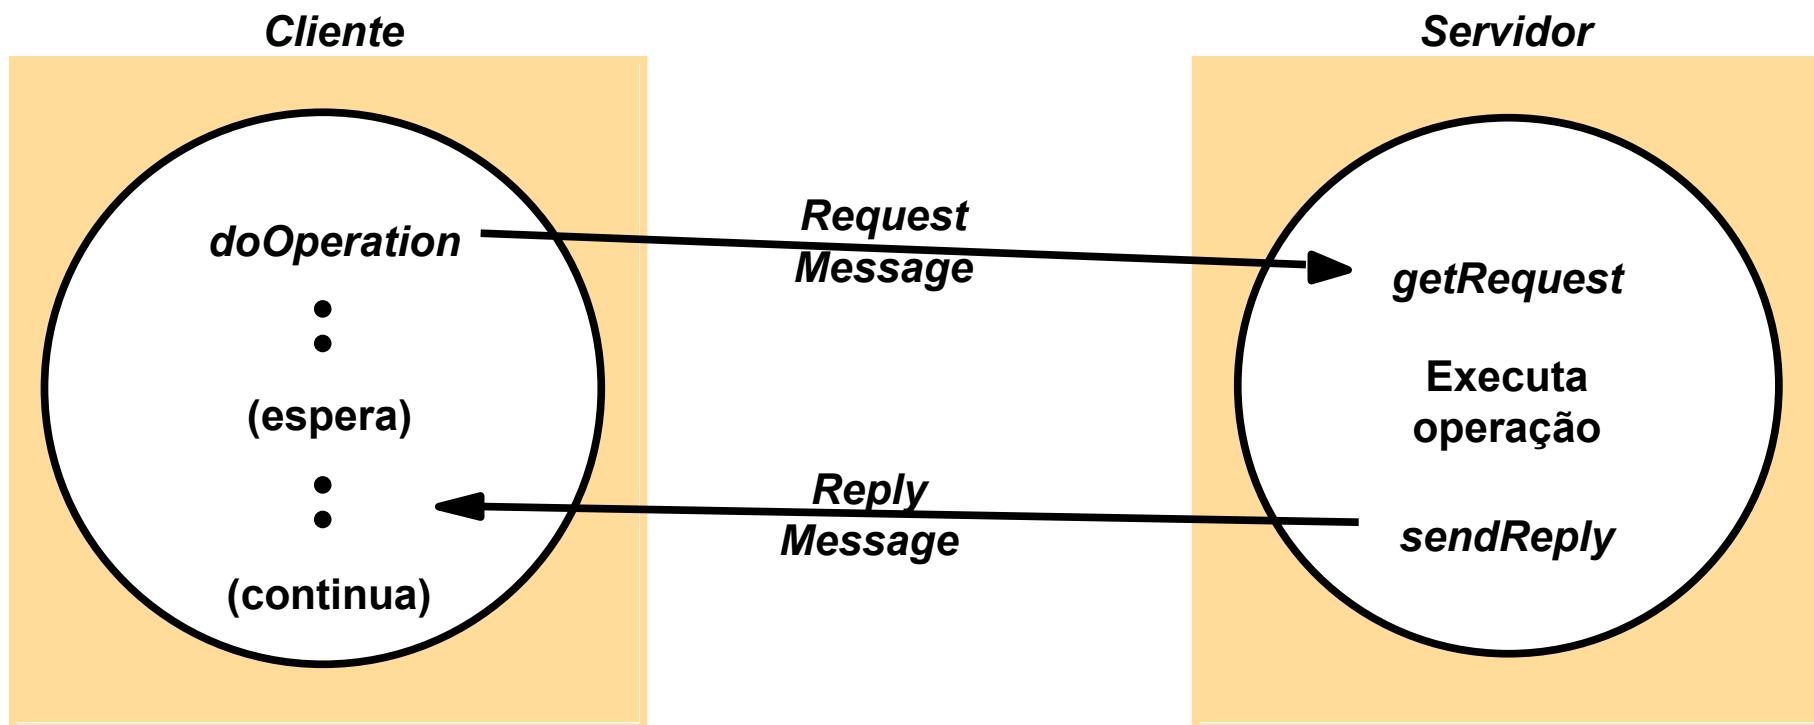 Cliente
doOperation
(espera)
(continua)
Request
Message
Reply
Message
Servidor
getRequest
Executa
operação
sendReply